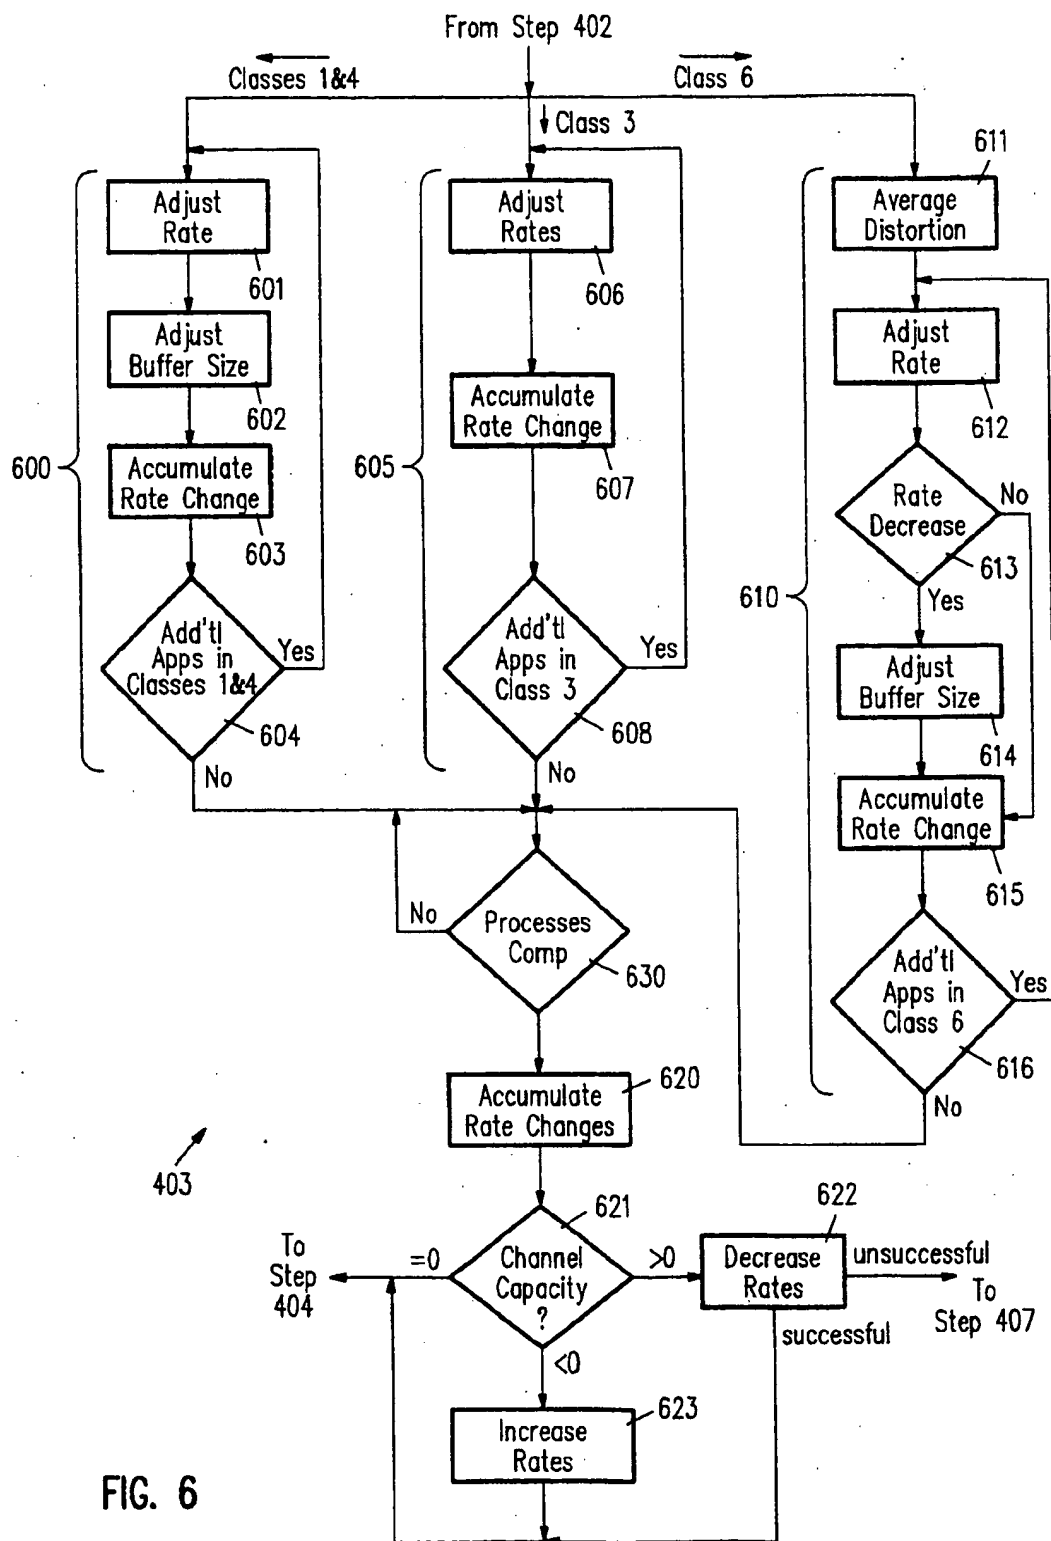 From Step 402
Classes 1&4
Class 6
Class 3
611
Adjust
Rate
601
Adjust
Rates
606
Average
Distortion
Adjust
Buffer Size
602
Adjust
Rate
612
Accumulate
Rate Change
603
600
Accumulate
Rate Change
607
605
Rate
Decrease
No
613
Yes
610
Add'tl
Apps in
Classes 1&4
Yes
604
No
Add'tl
Apps in
Class 3
Yes
608
No
Adjust
Buffer Size
614
Accumulate
Rate Change
615
Processes
Comp
No
630
Add'tl
Apps in
Class 6
Yes
616
No
Accumulate
Rate Changes
620
403
621
Channel
Capacity
?
=0
>0
<0
To
Step
404
622
Decrease
Rates
unsuccessful
To
Step 407
successful
Increase
Rates
623
FIG. 6